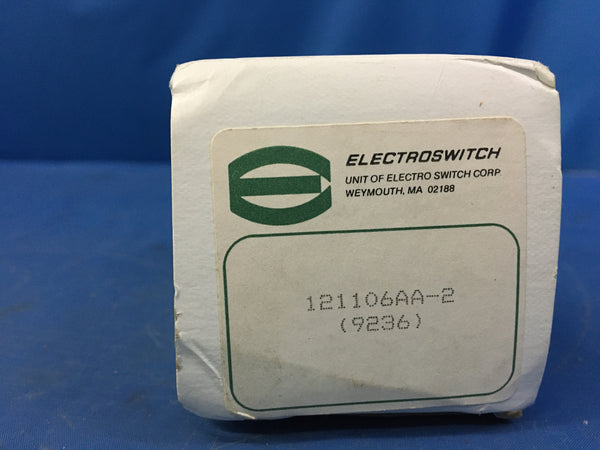 ELECTROSWITCH
UNIT OF ELECTRO SWITCH CORP
WEYMOUTH, MA 02188
121106AA-2
(9236)